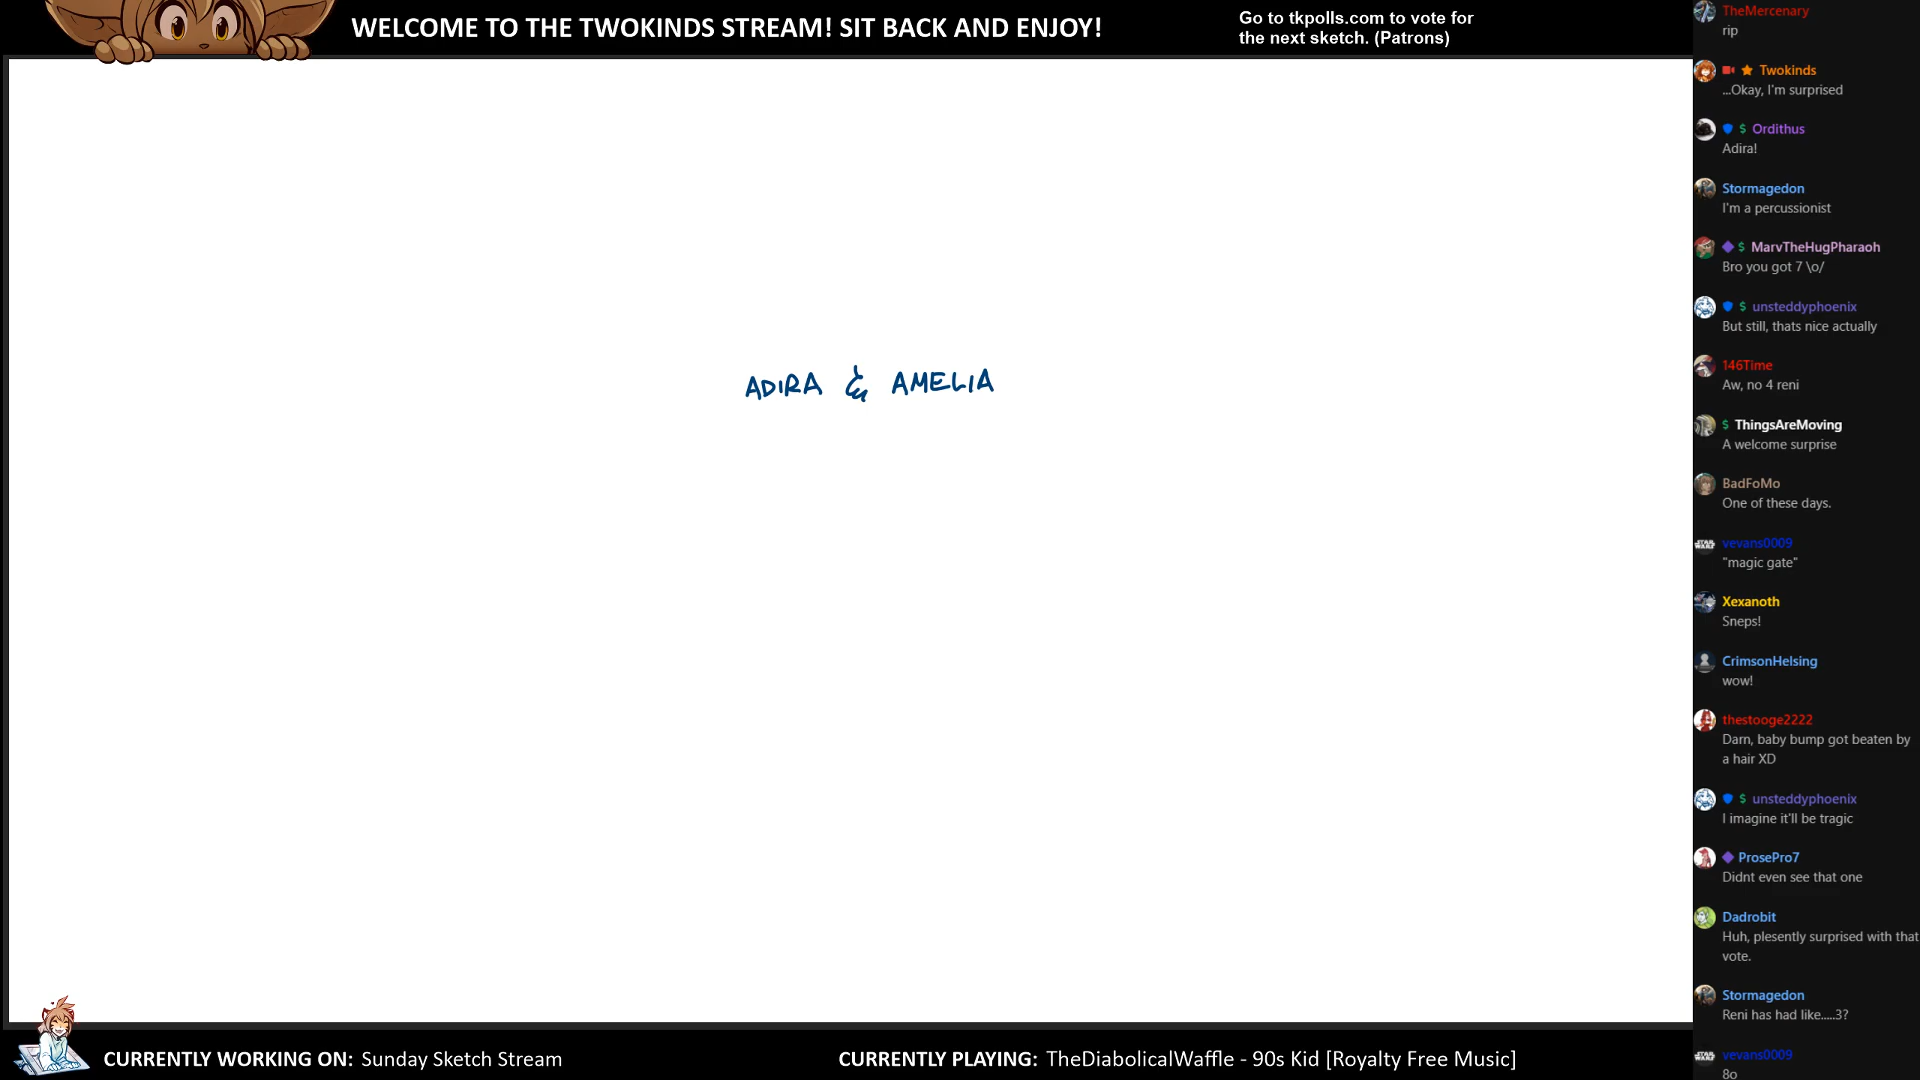 WELCOME TO THE TWOKINDS STREAM! SIT BACK AND ENJOY!
Go to tkpolls.com to vote for
the next sketch. (Patrons)
ADIRA & AMELIA
CURRENTLY WORKING ON: Sunday Sketch Stream
CURRENTLY PLAYING: TheDiabolicalWaffle - 90s Kid [Royalty Free Music]
TheMercenary
rip
Twokinds
...Okay, I'm surprised
$ Ordithus
Adira!
Stormagedon
I'm a percussionist
$ MarvTheHugPharaoh
Bro you got 7 \o/
$ unsteddyphoenix
But still, thats nice actually
146Time
Aw, no 4 reni
$ ThingsAreMoving
A welcome surprise
BadFoMo
One of these days.
STAR WARS
vevans0009
"magic gate"
Xexanoth
Sneps!
CrimsonHelsing
wow!
thestooge2222
Darn, baby bump got beaten by
a hair XD
$ unsteddyphoenix
I imagine it'll be tragic
ProsePro7
Didnt even see that one
Dadrobit
Huh, plesently surprised with that
vote.
Stormagedon
Reni has had like.....3?
STAR WARS
vevans0009
8o